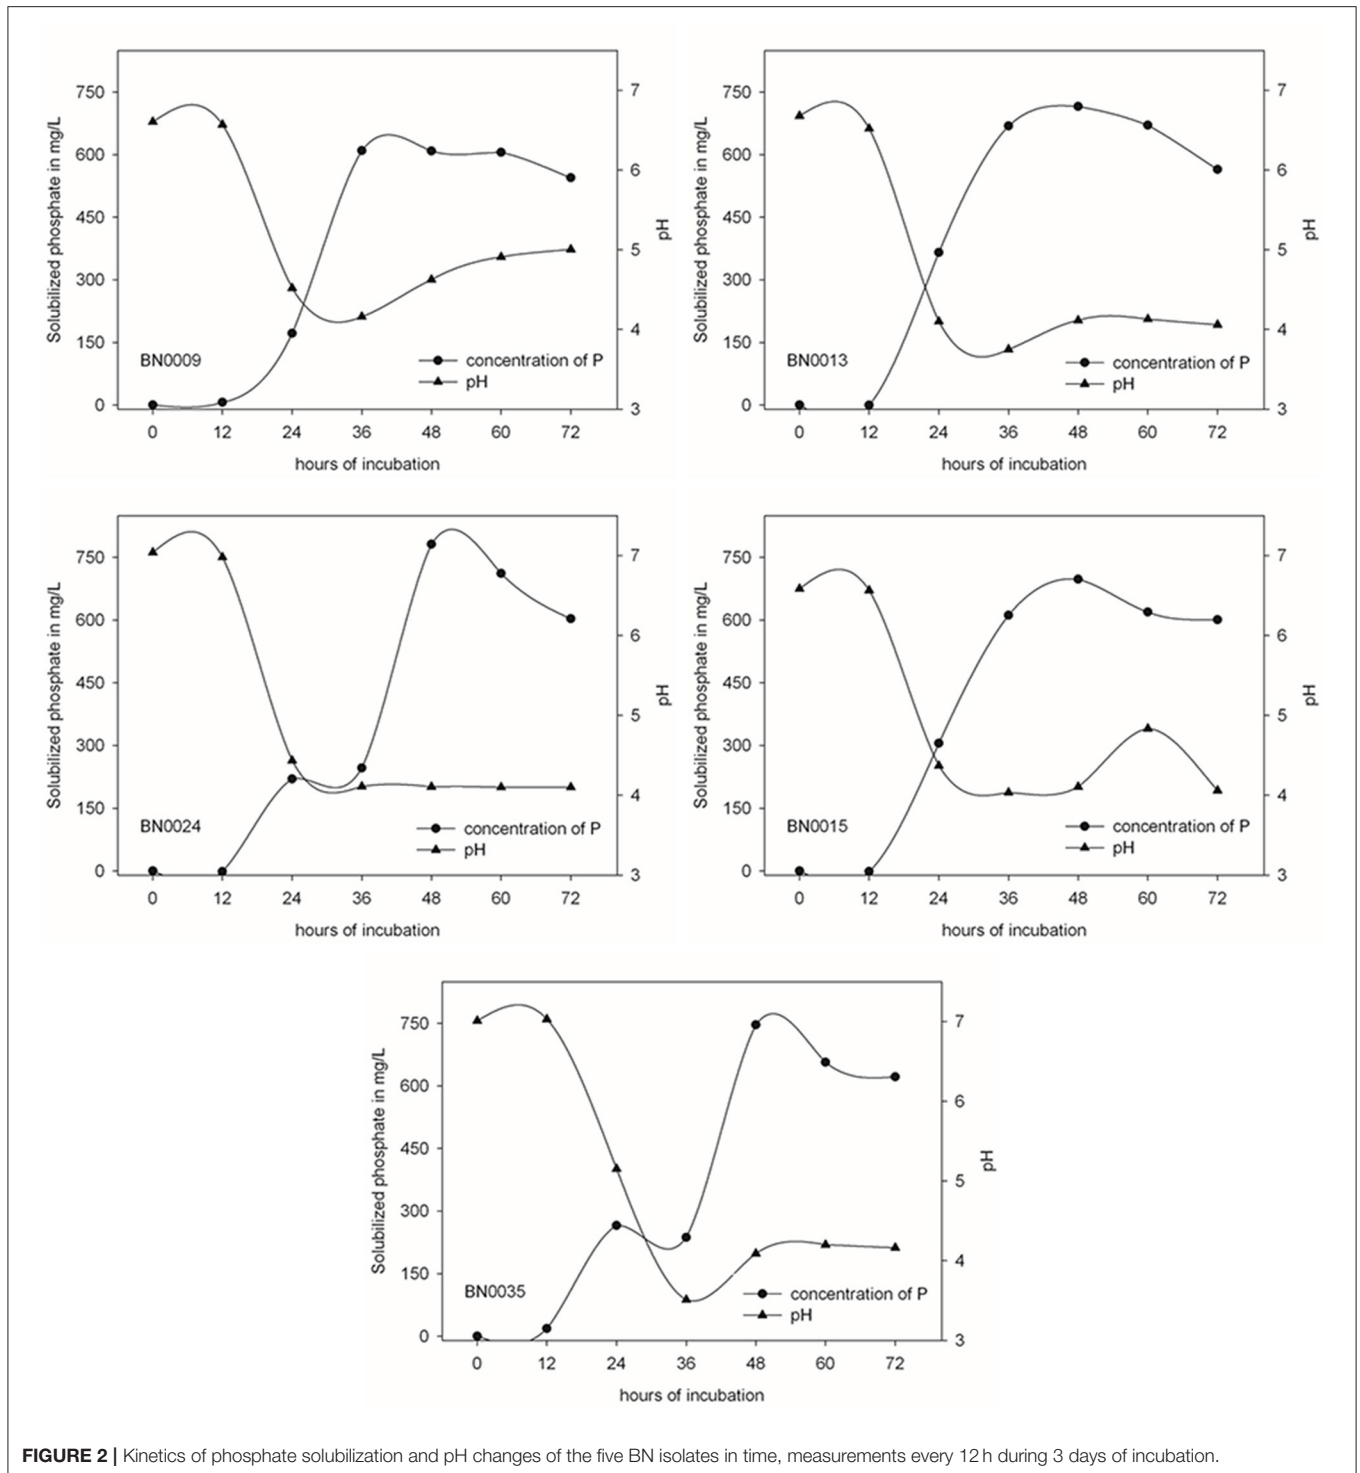 750
600
450
300
150
0
Solubilized phosphate in mg/L
7
6
5
4
3
pH
BN0009
concentration of P
pH
0 12 24 36 48 60 72
hours of incubation
750
600
450
300
150
0
Solubilized phosphate in mg/L
7
6
5
4
3
pH
BN0013
concentration of P
pH
0 12 24 36 48 60 72
hours of incubation
750
600
450
300
150
0
Solubilized phosphate in mg/L
7
6
5
4
3
pH
BN0024
concentration of P
pH
0 12 24 36 48 60 72
hours of incubation
750
600
450
300
150
0
Solubilized phosphate in mg/L
7
6
5
4
3
pH
BN0015
concentration of P
pH
0 12 24 36 48 60 72
hours of incubation
750
600
450
300
150
0
Solubilized phosphate in mg/L
7
6
5
4
3
pH
BN0035
concentration of P
pH
0 12 24 36 48 60 72
hours of incubation
FIGURE 2 | Kinetics of phosphate solubilization and pH changes of the five BN isolates in time, measurements every 12 h during 3 days of incubation.